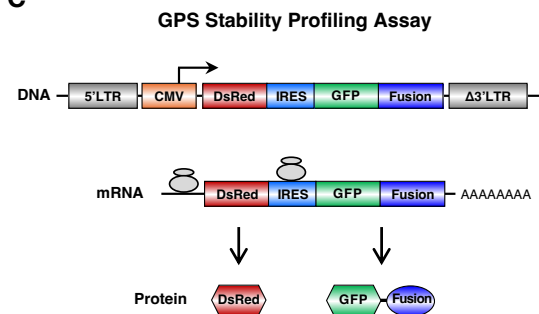 C
GPS Stability Profiling Assay
DNA 5'LTR CMV DsRed IRES GFP Fusion Δ3'LTR
mRNA DsRed IRES GFP Fusion AAAAAAAA
Protein DsRed GFP Fusion